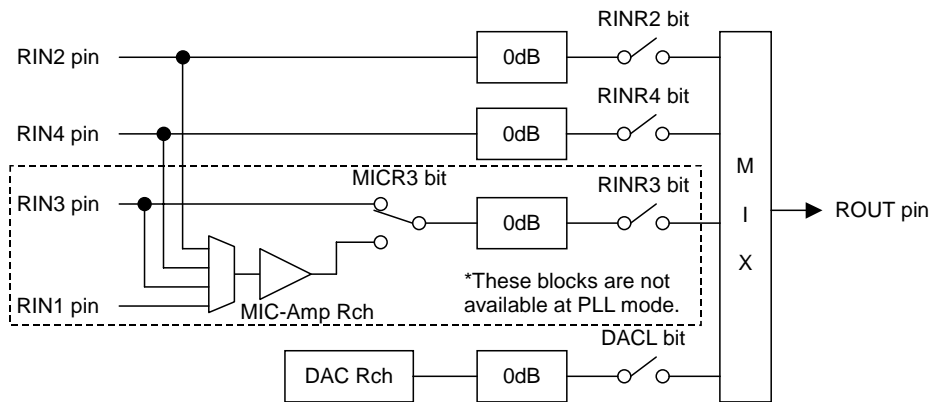 RINR2 bit
RIN2 pin
0dB
RINR4 bit
RIN4 pin
0dB
MICR3 bit
RINR3 bit
RIN3 pin
0dB
M
I
X
ROUT pin
*These blocks are not
available at PLL mode.
RIN1 pin
MIC-Amp Rch
DACL bit
DAC Rch
0dB